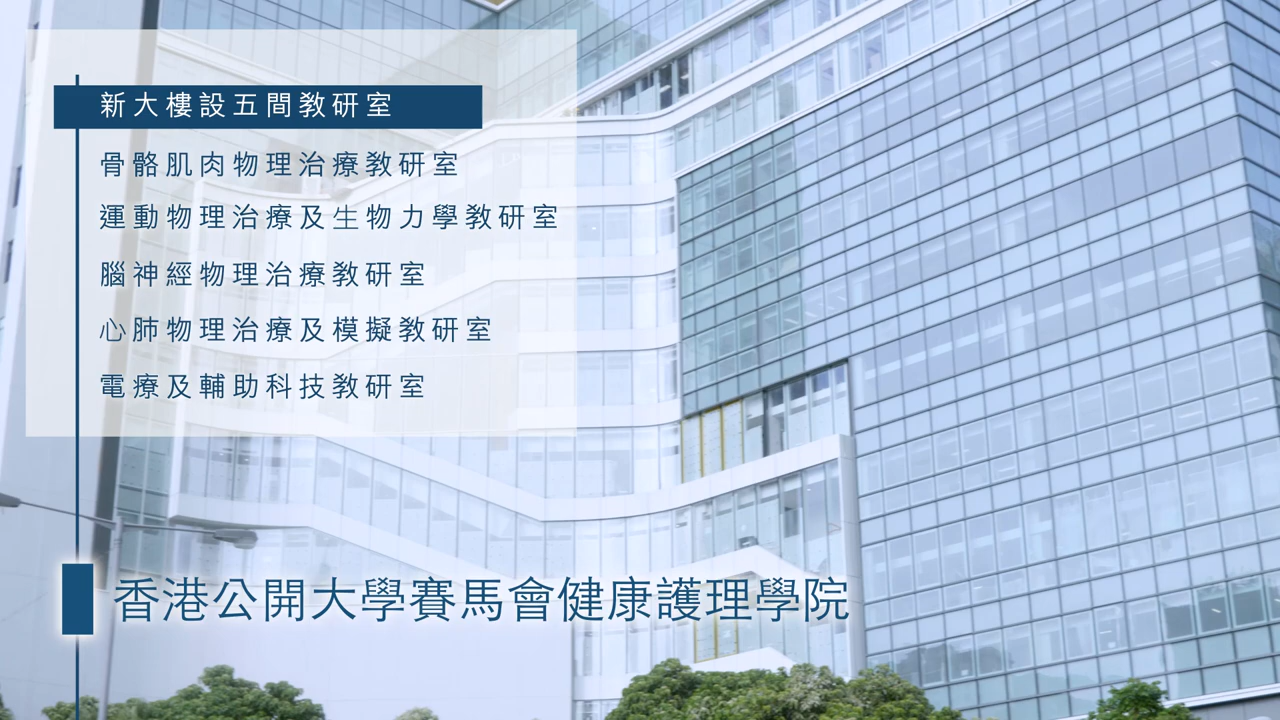 新大樓設五間教研室
骨骼肌肉物理治療教研室
運動物理治療及生物力學教研室
腦神經物理治療教研室
心肺物理治療及模擬教研室
電療及輔助科技教研室
香港公開大學賽馬會健康護理學院